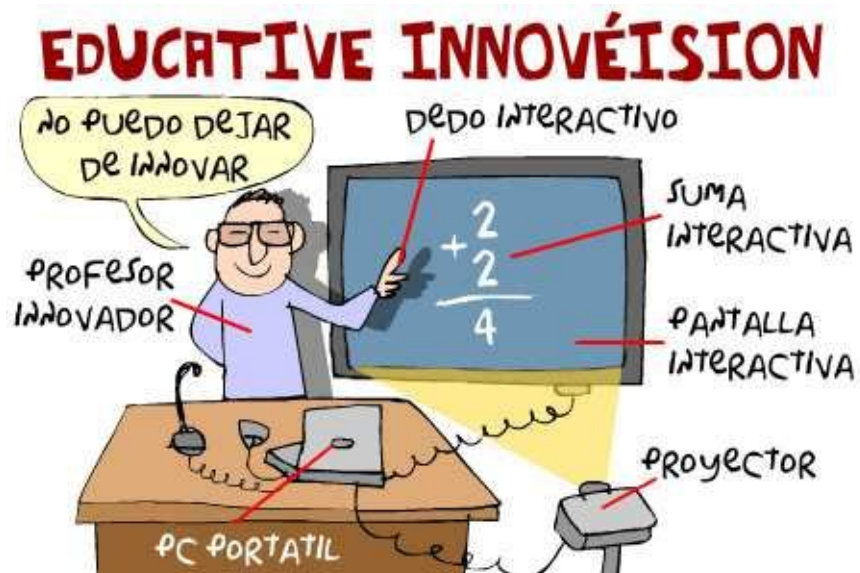 EDUCATIVE INNOVÉISION
NO PUEDO DEJAR
DE INNOVAR
DEDO INTERACTIVO
SUMA
INTERACTIVA
PROFESOR
INNOVADOR
2
+ 2
4
PANTALLA
INTERACTIVA
PROYECTOR
PC PORTATIL